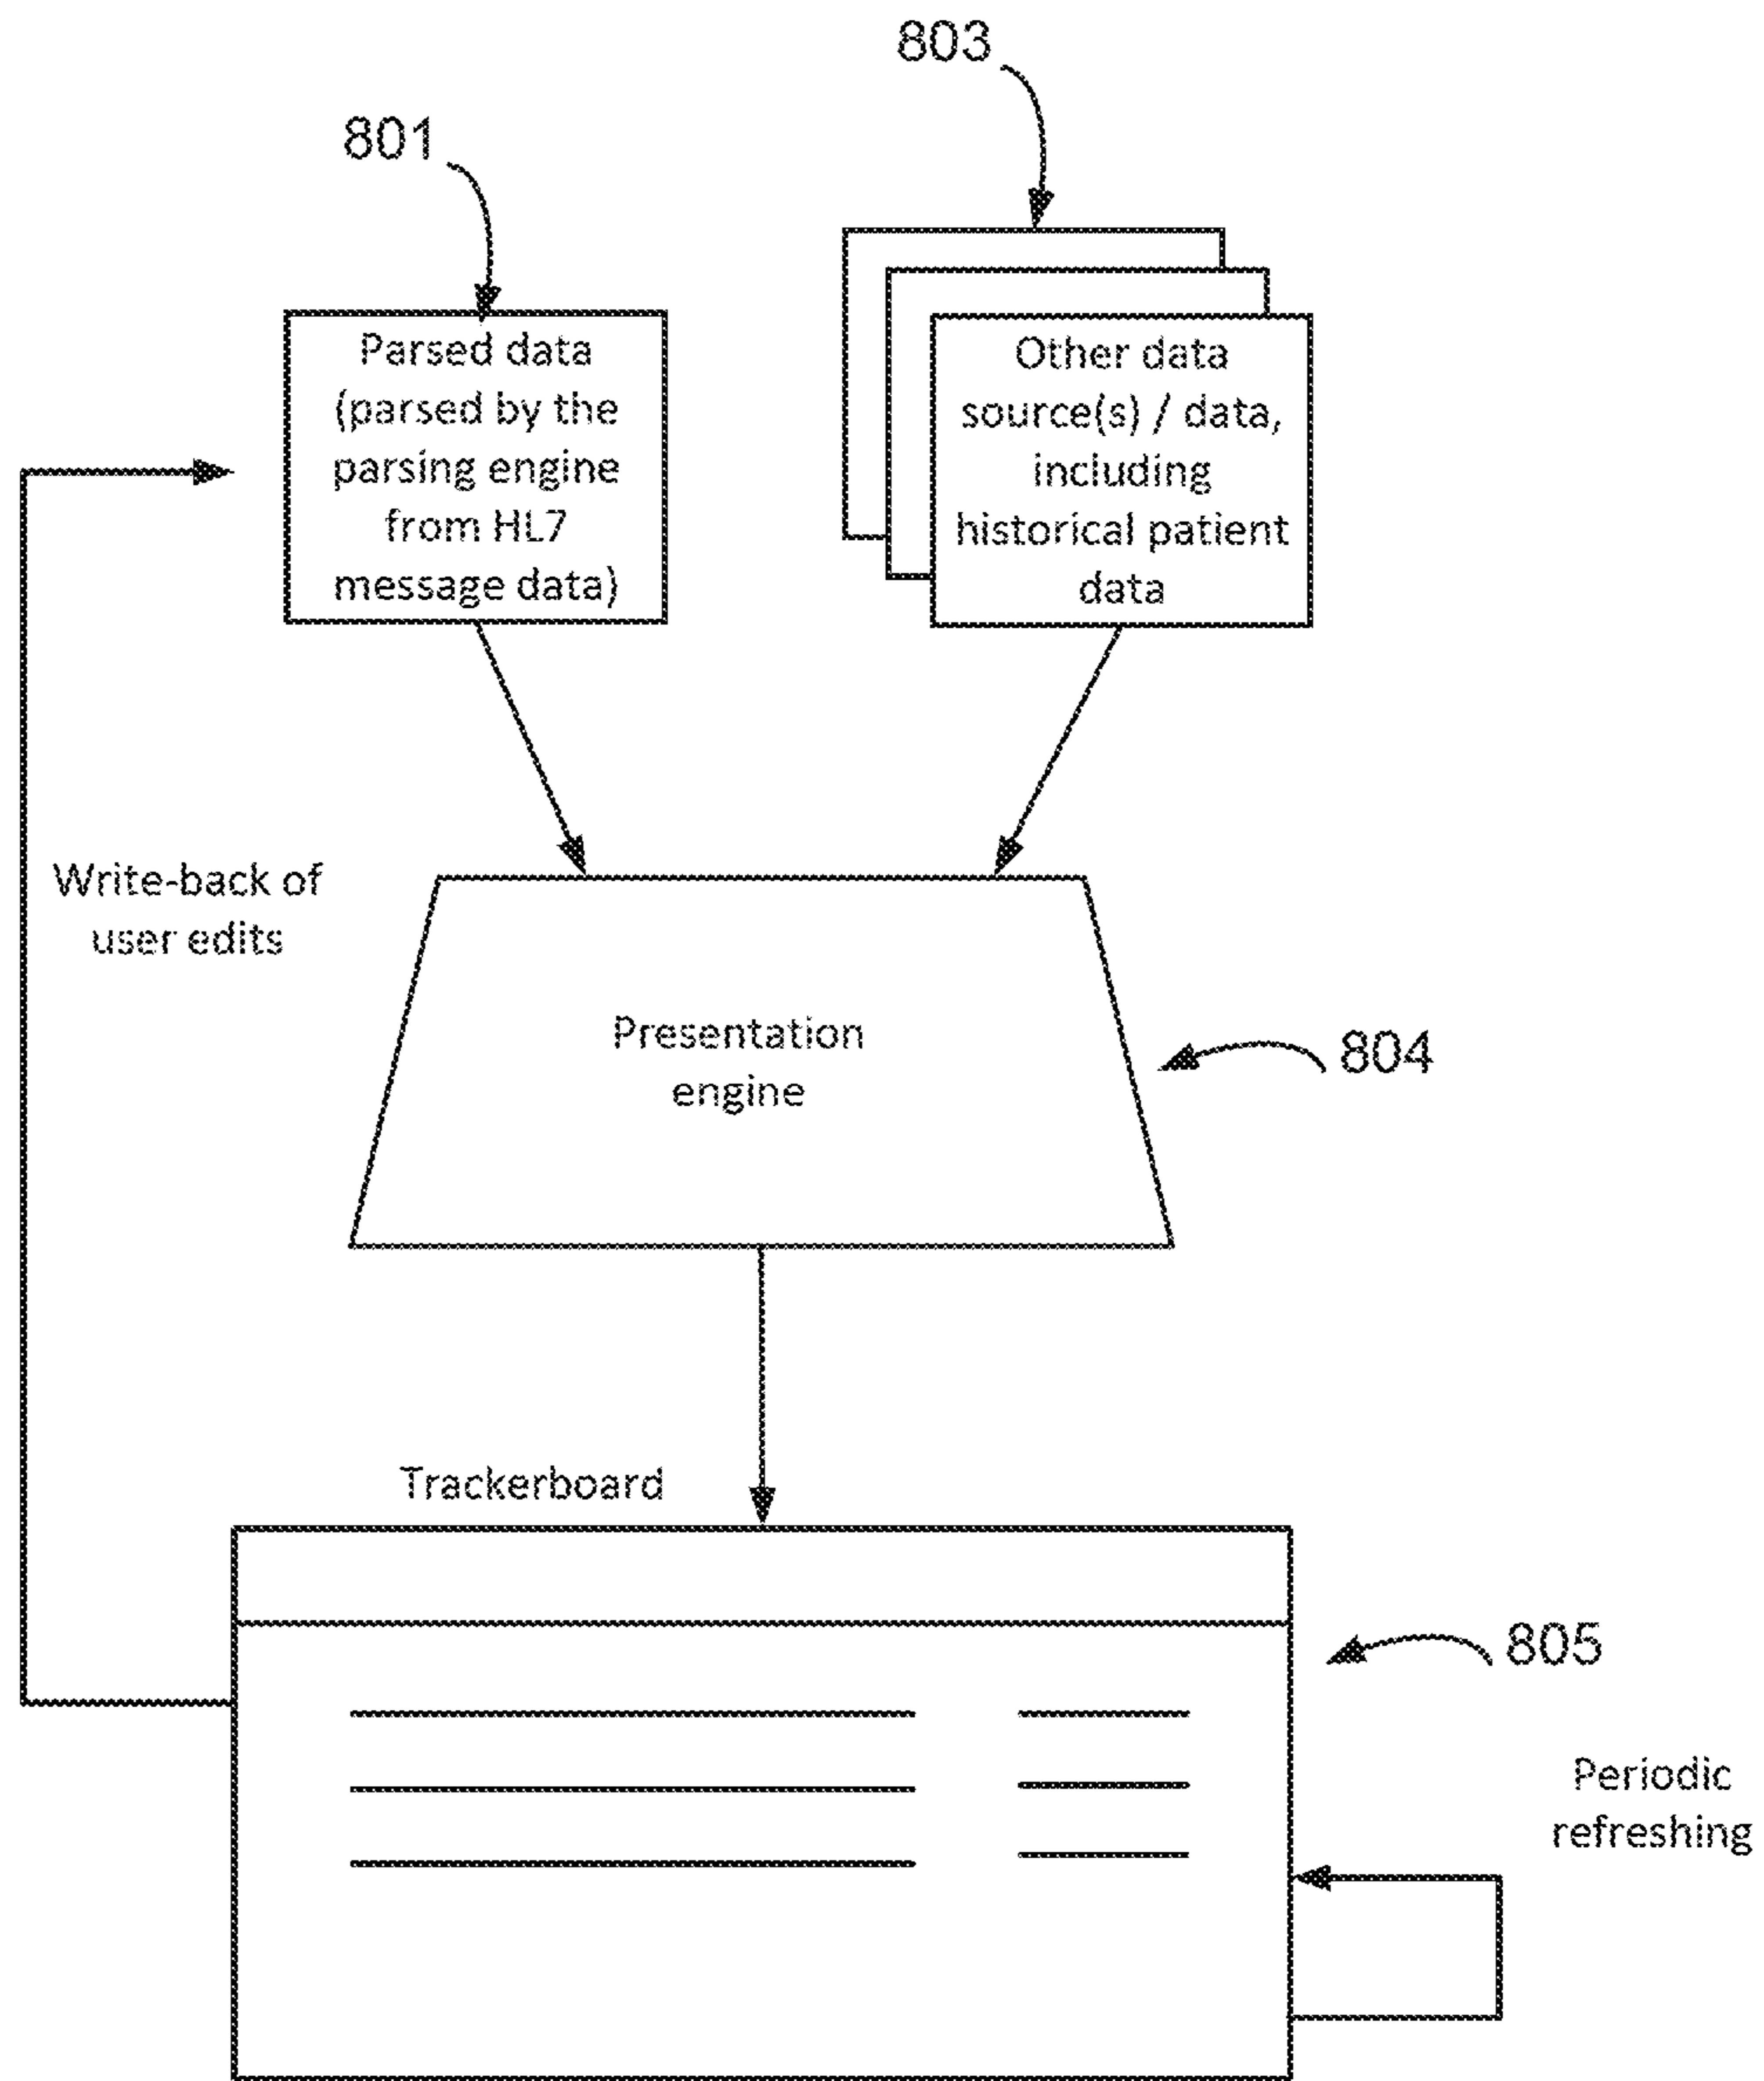 803
801
Parsed data
(parsed by the
parsing engine
from HL7
message data)
Other data
source(s) / data,
including
historical patient
data
Write-back of
user edits
Presentation
engine
804
Trackerboard
805
Periodic
refreshing